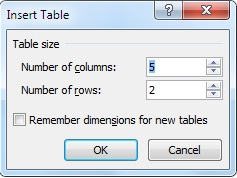 Insert Table
Table size
Number of columns: 5
Number of rows: 2
Remember dimensions for new tables
OK Cancel